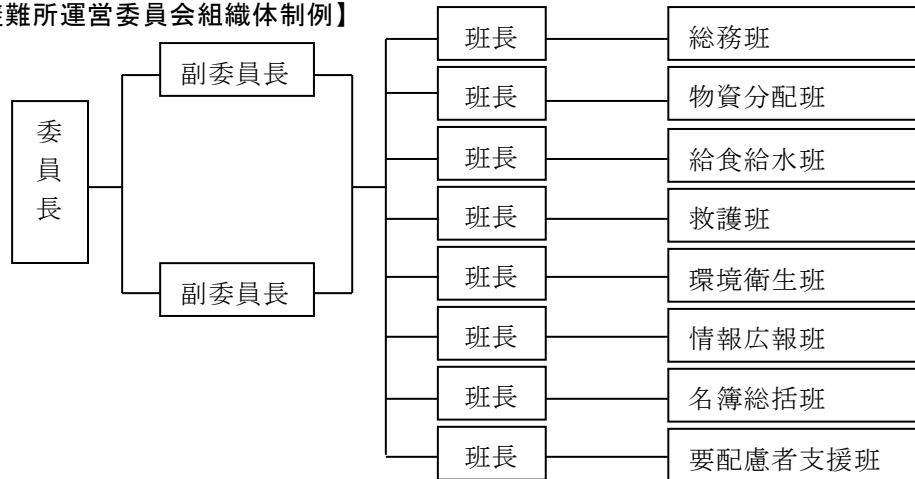 難所運営委員会組織体制例】
委員長
副委員長
副委員長
班長 総務班
班長 物資分配班
班長 給食給水班
班長 救護班
班長 環境衛生班
班長 情報広報班
班長 名簿総括班
班長 要配慮者支援班